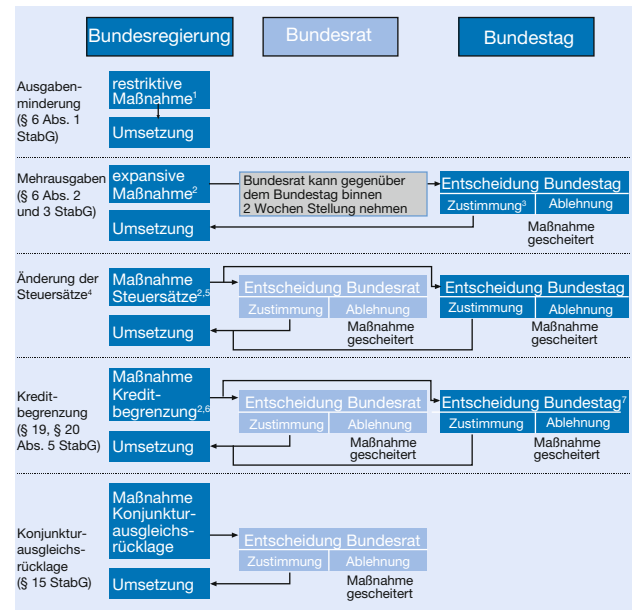 Bundesregierung
Bundesrat
Bundestag
Ausgaben-
minderung
(§ 6 Abs. 1
StabG)
restriktive
Maßnahme¹
Umsetzung
Mehrausgaben
(§ 6 Abs. 2
und 3 StabG)
expansive
Maßnahme²
Umsetzung
Bundesrat kann gegenüber
dem Bundestag binnen
2 Wochen Stellung nehmen
Entscheidung Bundestag
Zustimmung³
Ablehnung
Maßnahme
gescheitert
Änderung der
Steuersätze⁴
Maßnahme
Steuersätze²,⁵
Umsetzung
Entscheidung Bundesrat
Zustimmung
Ablehnung
Maßnahme
gescheitert
Entscheidung Bundestag
Zustimmung
Ablehnung
Maßnahme
gescheitert
Kredit-
begrenzung
(§ 19, § 20
Abs. 5 StabG)
Maßnahme
Kredit-
begrenzung²,⁶
Umsetzung
Entscheidung Bundesrat
Zustimmung
Ablehnung
Maßnahme
gescheitert
Entscheidung Bundestag⁷
Zustimmung
Ablehnung
Maßnahme
gescheitert
Konjunktur-
ausgleichs-
rücklage
(§ 15 StabG)
Maßnahme
Konjunktur-
ausgleichs-
rücklage
Umsetzung
Entscheidung Bundesrat
Zustimmung
Ablehnung
Maßnahme
gescheitert